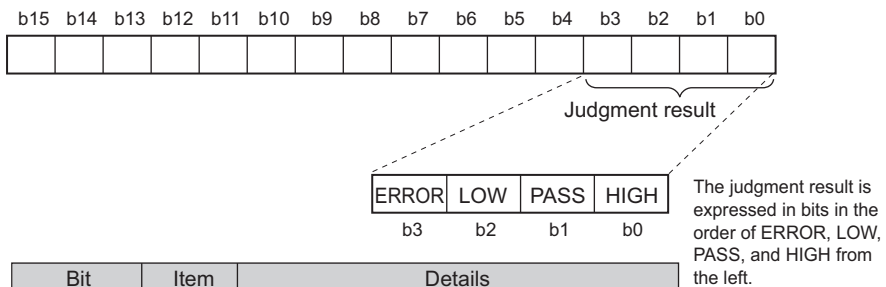 b15 b14 b13 b12 b11 b10 b9 b8 b7 b6 b5 b4 b3 b2 b1 b0
Judgment result
ERROR LOW PASS HIGH
b3 b2 b1 b0
The judgment result is
expressed in bits in the
order of ERROR, LOW,
PASS, and HIGH from
the left.
Bit Item Details